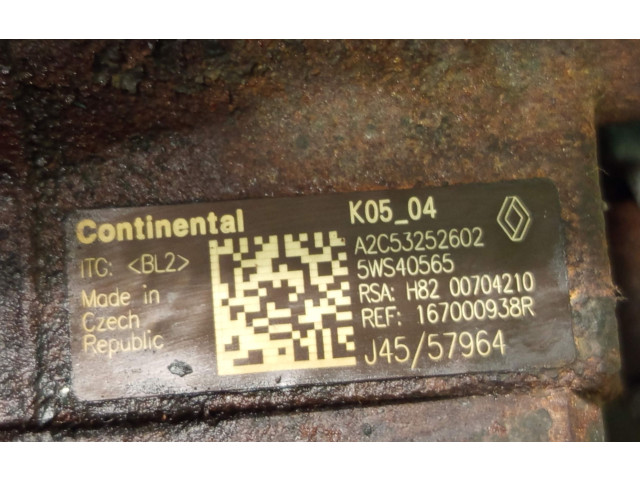 Continental
ITC: <BL2>
Made in
Czech
Republic
K05_04
A2C53252602
5WS40565
RSA: H82 00704210
REF: 167000938R
J45/57964